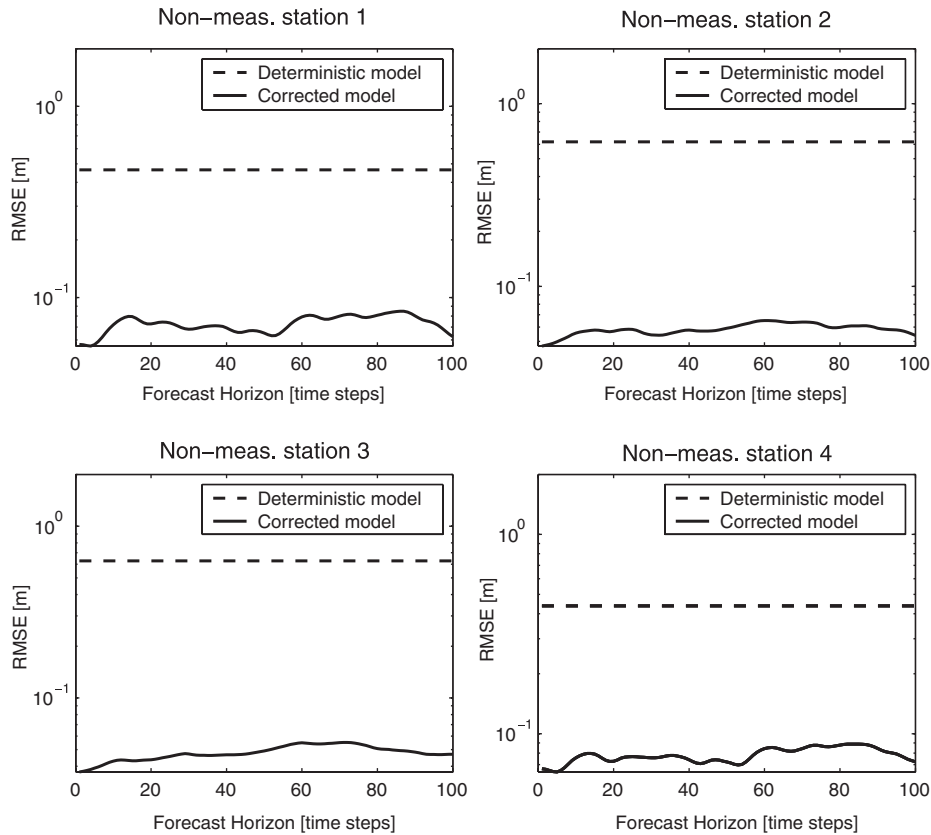 Non−meas. station 1
Deterministic model
Corrected model
10^0
10^-1
RMSE [m]
0 20 40 60 80 100
Forecast Horizon [time steps]
Non−meas. station 2
Deterministic model
Corrected model
10^0
10^-1
RMSE [m]
0 20 40 60 80 100
Forecast Horizon [time steps]
Non−meas. station 3
Deterministic model
Corrected model
10^0
10^-1
RMSE [m]
0 20 40 60 80 100
Forecast Horizon [time steps]
Non−meas. station 4
Deterministic model
Corrected model
10^0
10^-1
RMSE [m]
0 20 40 60 80 100
Forecast Horizon [time steps]